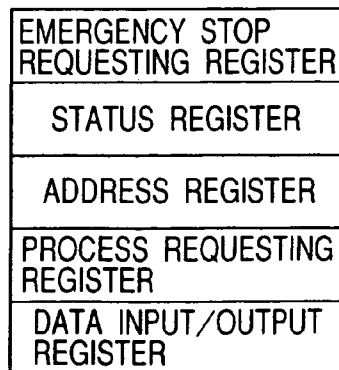 EMERGENCY STOP
REQUESTING REGISTER
STATUS REGISTER
ADDRESS REGISTER
PROCESS REQUESTING
REGISTER
DATA INPUT/OUTPUT
REGISTER